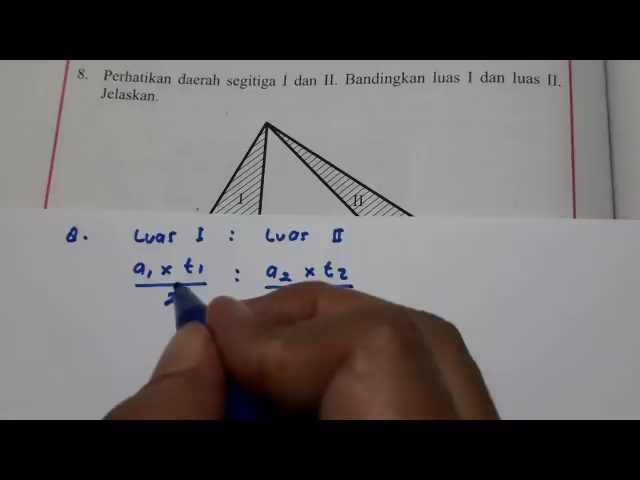 8. Perhatikan daerah segitiga I dan II. Bandingkan luas I dan luas II.
Jelaskan.
I
II
8. Luas I : Luas II
a₁ x t₁ : a₂ x t₂